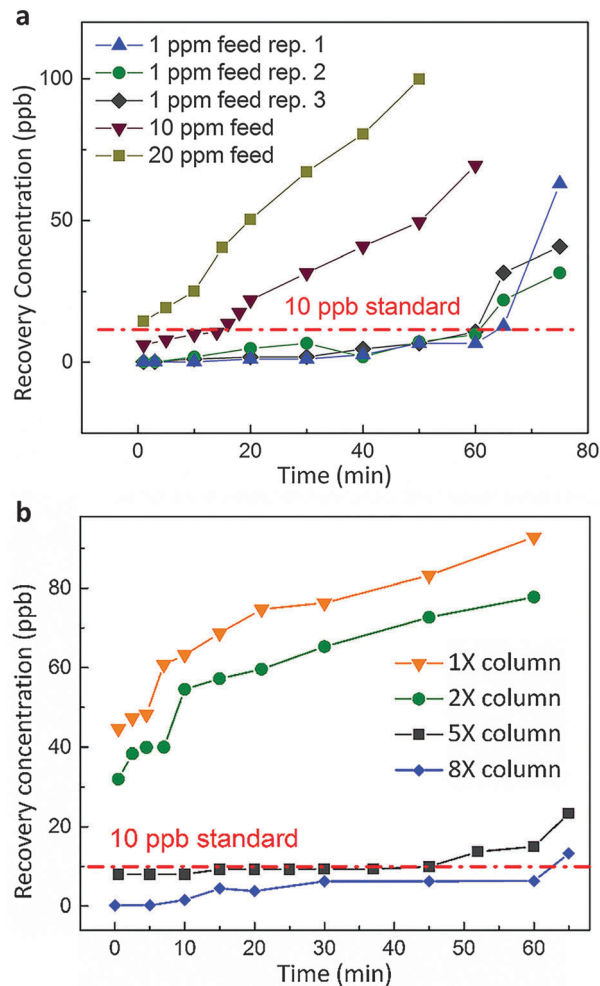 a
1 ppm feed rep. 1
1 ppm feed rep. 2
1 ppm feed rep. 3
10 ppm feed
20 ppm feed
10 ppb standard
Recovery Concentration (ppb)
100
50
0
0 20 40 60 80
Time (min)
b
1X column
2X column
5X column
8X column
10 ppb standard
Recovery concentration (ppb)
80
60
40
20
0
0 10 20 30 40 50 60
Time (min)